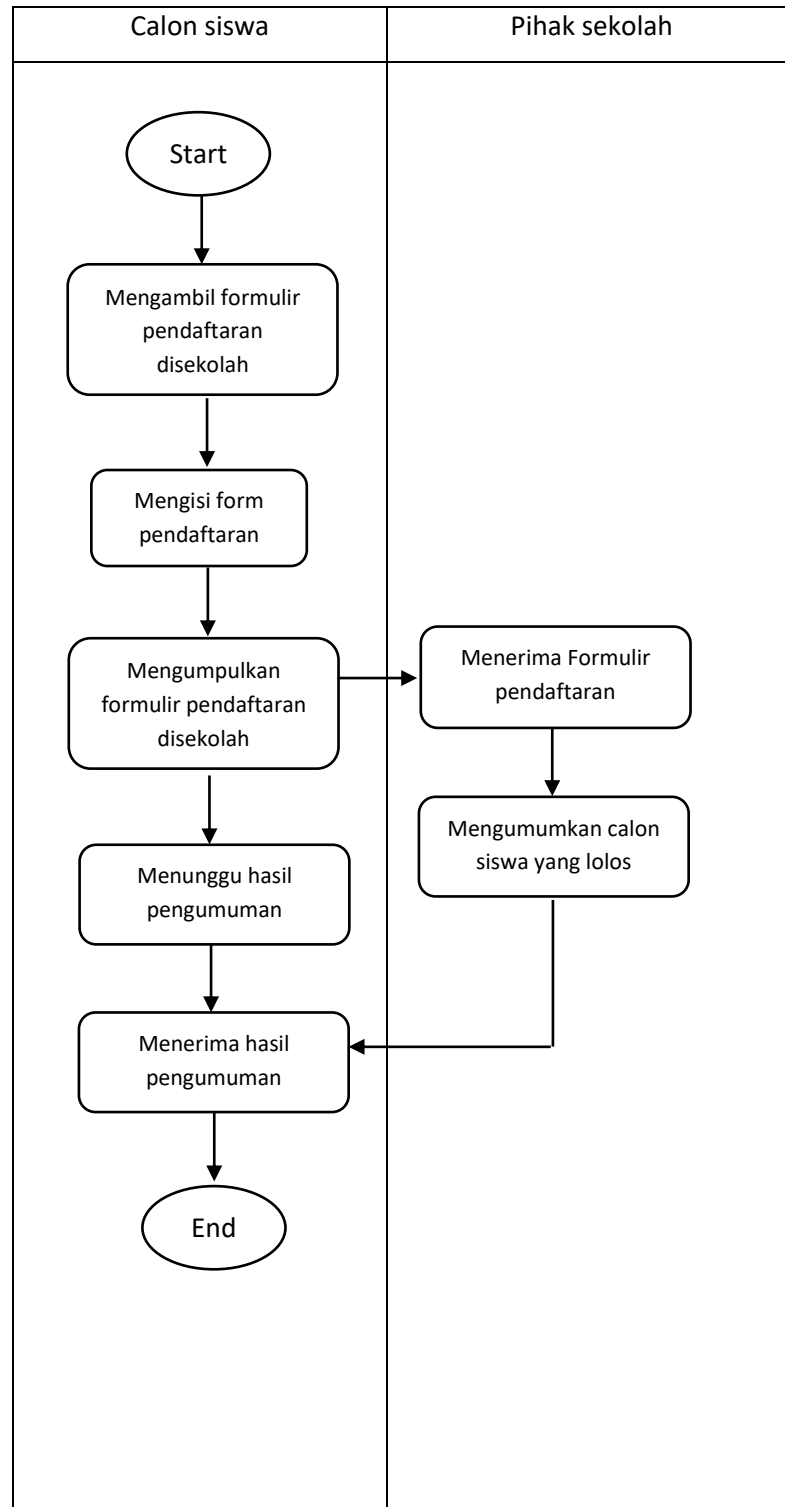 Calon siswa
Pihak sekolah
Start
Mengambil formulir
pendaftaran
disekolah
Mengisi form
pendaftaran
Mengumpulkan
formulir pendaftaran
disekolah
Menerima Formulir
pendaftaran
Mengumumkan calon
siswa yang lolos
Menunggu hasil
pengumuman
Menerima hasil
pengumuman
End